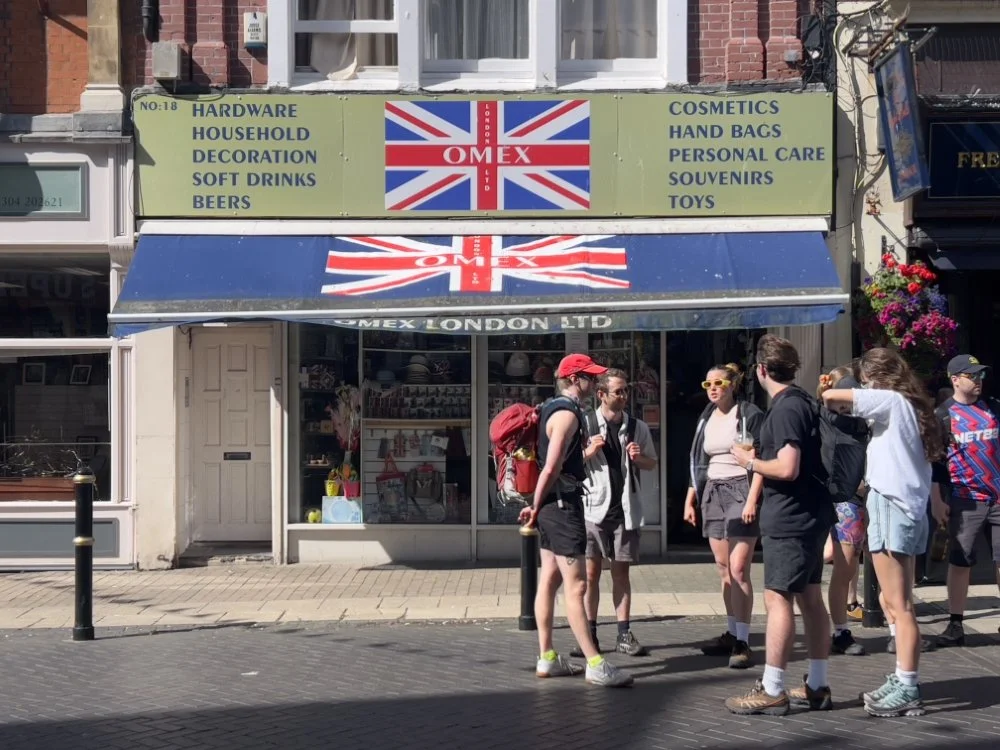 NO:18
HARDWARE
HOUSEHOLD
DECORATION
SOFT DRINKS
BEERS
LONDON LTD
OMEX
COSMETICS
HAND BAGS
PERSONAL CARE
SOUVENIRS
TOYS
304 202621
FRE
OMEX
OMEX LONDON LTD
NETBE